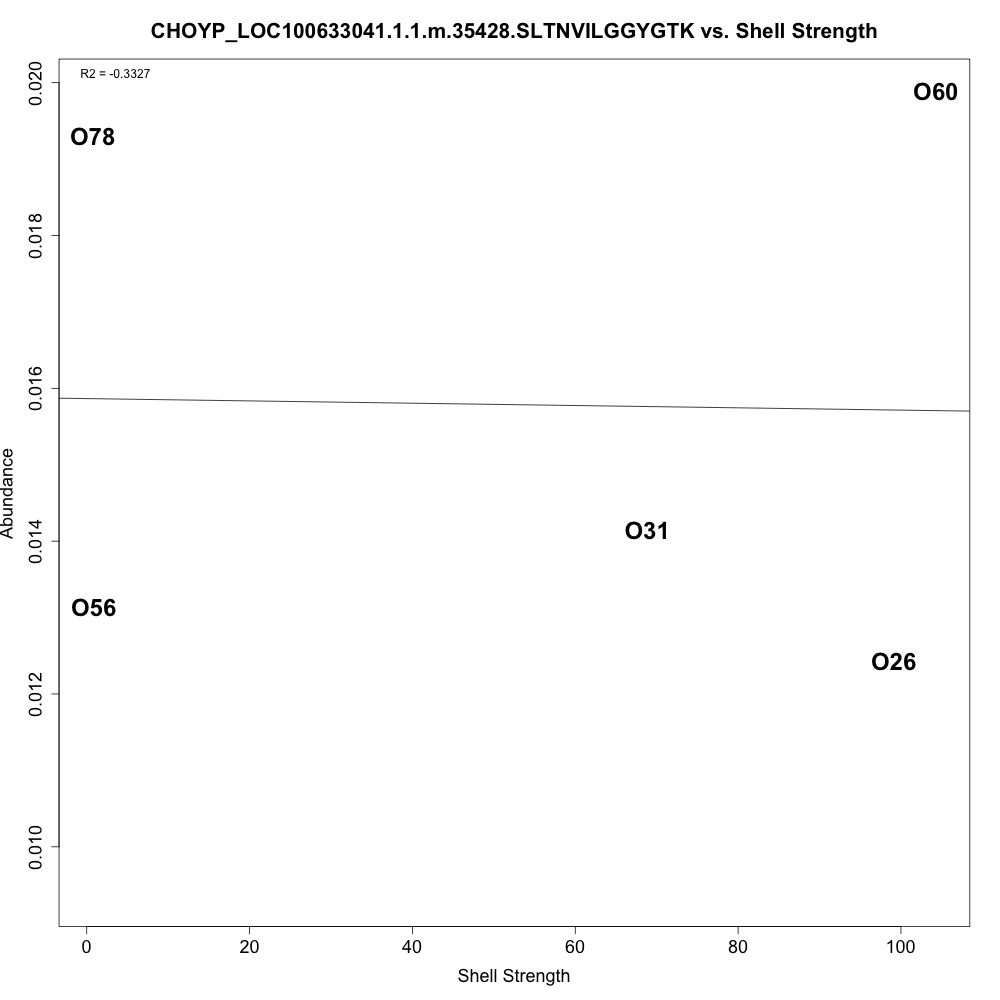 CHOYP_LOC100633041.1.1.m.35428.SLTNVILGGYGTK vs. Shell Strength
R2 = -0.3327
0.020
O60
O78
0.018
0.016
Abundance
0.014
O31
O56
O26
0.012
0.010
0 20 40 60 80 100
Shell Strength